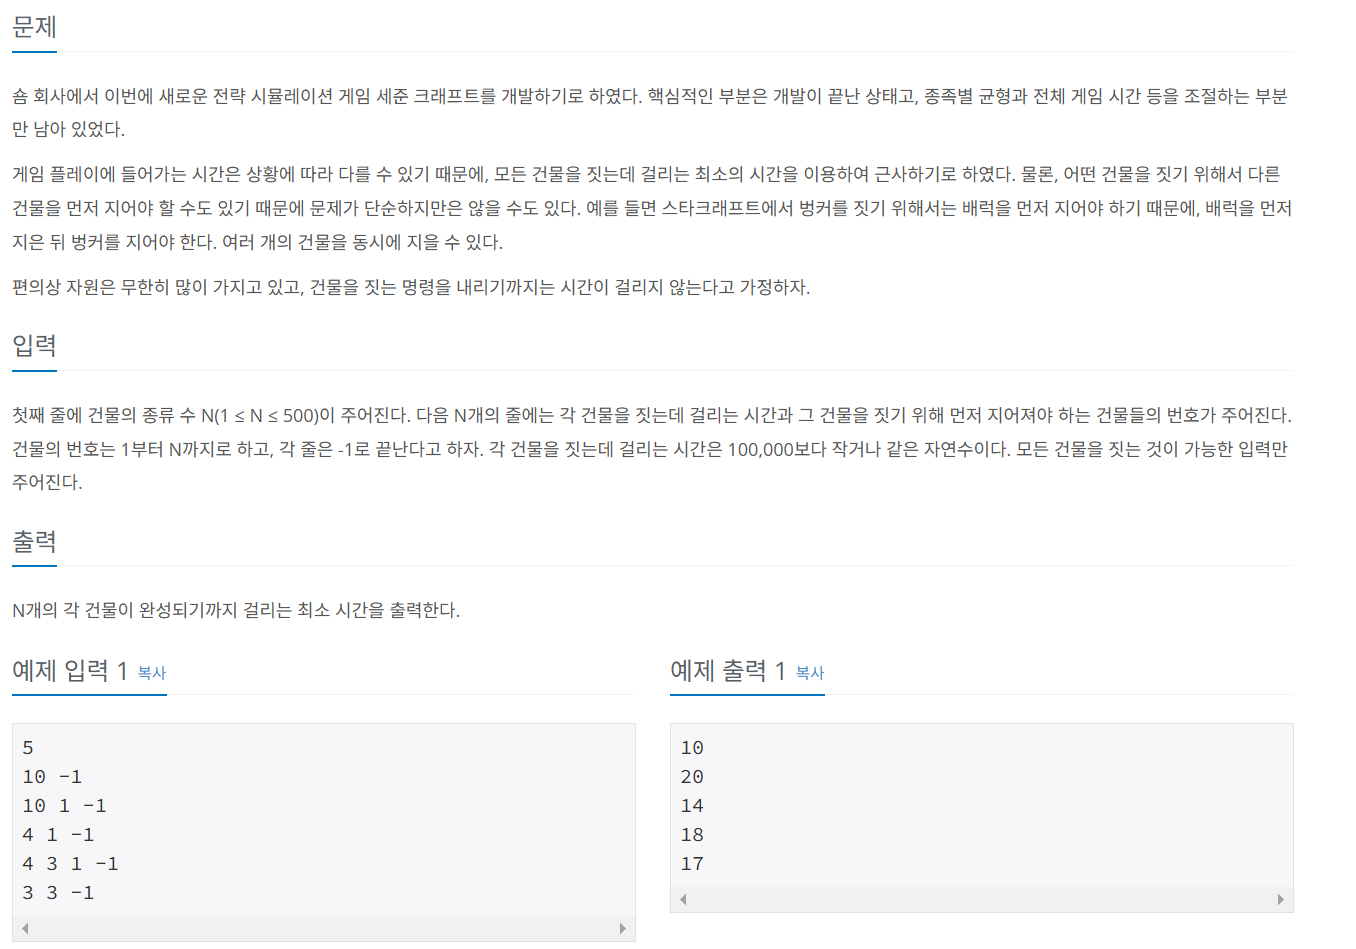 문제
숌 회사에서 이번에 새로운 전략 시뮬레이션 게임 세준 크래프트를 개발하기로 하였다. 핵심적인 부분은 개발이 끝난 상태고, 종족별 균형과 전체 게임 시간 등을 조절하는 부분
만 남아 있었다.
게임 플레이에 들어가는 시간은 상황에 따라 다를 수 있기 때문에, 모든 건물을 짓는데 걸리는 최소의 시간을 이용하여 근사하기로 하였다. 물론, 어떤 건물을 짓기 위해서 다른
건물을 먼저 지어야 할 수도 있기 때문에 문제가 단순하지만은 않을 수도 있다. 예를 들면 스타크래프트에서 벙커를 짓기 위해서는 배럭을 먼저 지어야 하기 때문에, 배럭을 먼저
지은 뒤 벙커를 지어야 한다. 여러 개의 건물을 동시에 지을 수 있다.
편의상 자원은 무한히 많이 가지고 있고, 건물을 짓는 명령을 내리기까지는 시간이 걸리지 않는다고 가정하자.
입력
첫째 줄에 건물의 종류 수 N(1 ≤ N ≤ 500)이 주어진다. 다음 N개의 줄에는 각 건물을 짓는데 걸리는 시간과 그 건물을 짓기 위해 먼저 지어져야 하는 건물들의 번호가 주어진다.
건물의 번호는 1부터 N까지로 하고, 각 줄은 -1로 끝난다고 하자. 각 건물을 짓는데 걸리는 시간은 100,000보다 작거나 같은 자연수이다. 모든 건물을 짓는 것이 가능한 입력만
주어진다.
출력
N개의 각 건물이 완성되기까지 걸리는 최소 시간을 출력한다.
예제 입력 1 복사
5
10 -1
10 1 -1
4 1 -1
4 3 1 -1
3 3 -1
예제 출력 1 복사
10
20
14
18
17